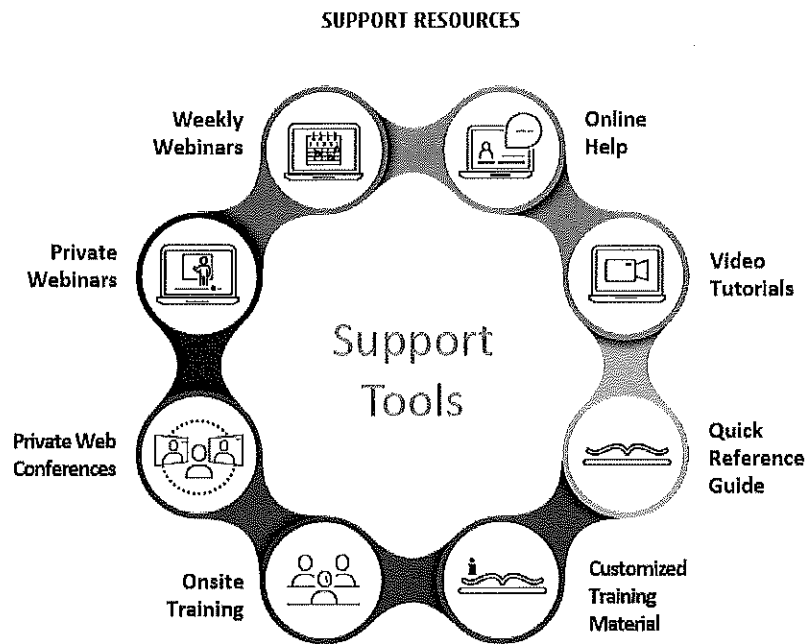 SUPPORT RESOURCES
Weekly
Webinars
Online
Help
Private
Webinars
Video
Tutorials
Support
Tools
Private Web
Conferences
Quick
Reference
Guide
Onsite
Training
Customized
Training
Material